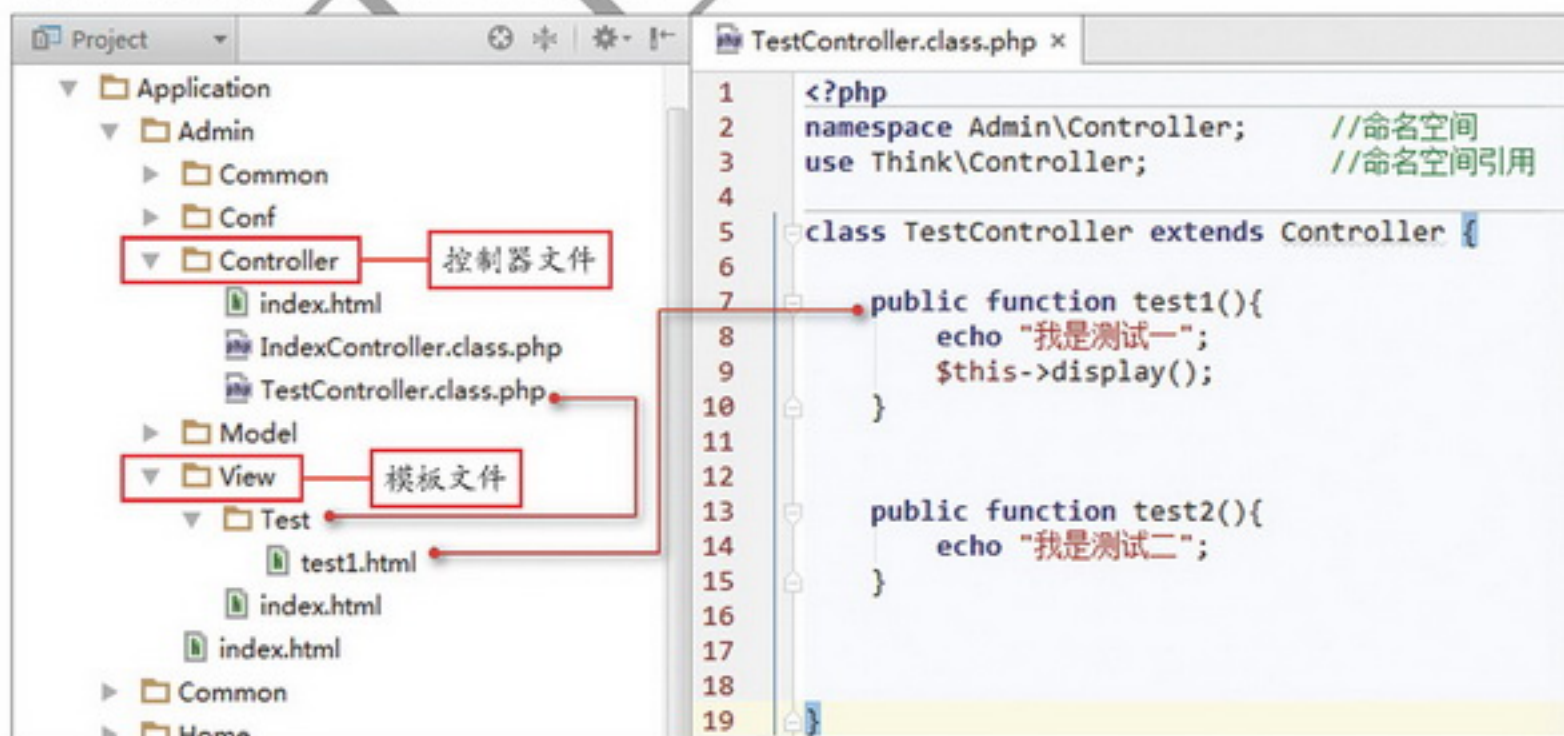 Project
Application
Admin
Common
Conf
Controller
控制器文件
index.html
IndexController.class.php
TestController.class.php
Model
View
模板文件
Test
test1.html
index.html
index.html
Common
Home
TestController.class.php ×
1 <?php
2 namespace Admin\Controller; //命名空间
3 use Think\Controller; //命名空间引用
4
5 class TestController extends Controller {
6
7 public function test1(){
8 echo "我是测试一";
9 $this->display();
10 }
11
12
13 public function test2(){
14 echo "我是测试二";
15 }
16
17
18
19 }